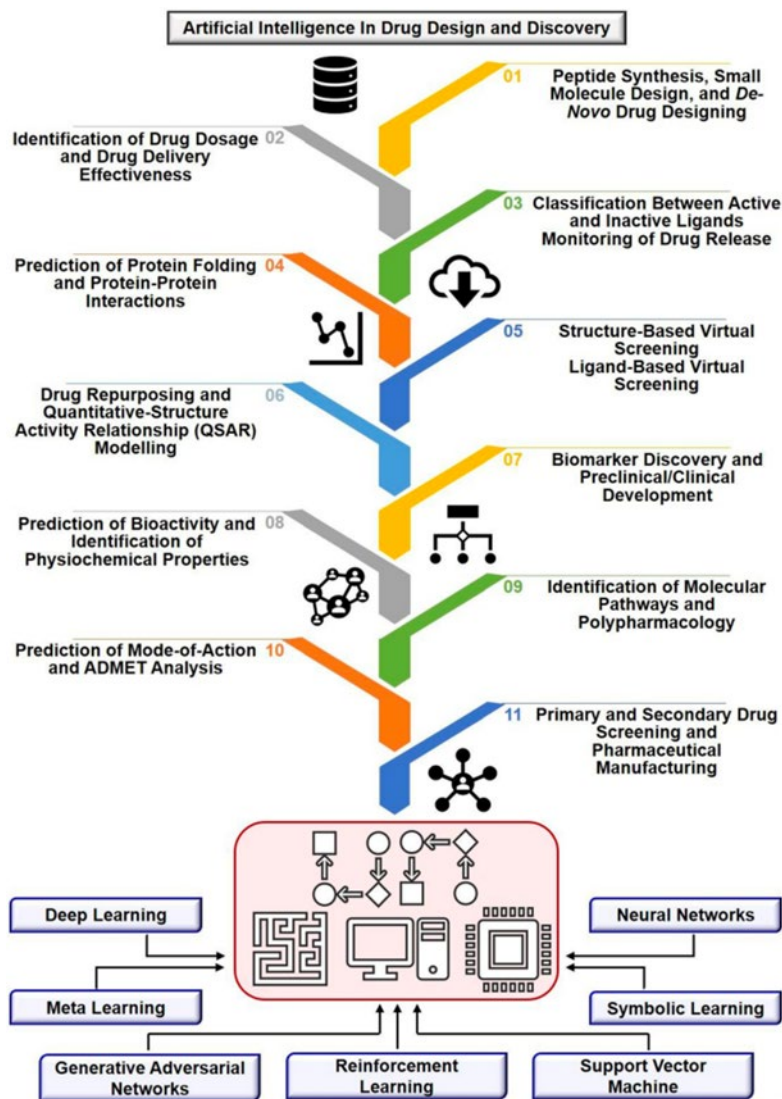 Artificial Intelligence In Drug Design and Discovery
01
Peptide Synthesis, Small
Molecule Design, and De-
Novo Drug Designing
02
Identification of Drug Dosage
and Drug Delivery
Effectiveness
03
Classification Between Active
and Inactive Ligands
Monitoring of Drug Release
04
Prediction of Protein Folding
and Protein-Protein
Interactions
05
Structure-Based Virtual
Screening
Ligand-Based Virtual
Screening
06
Drug Repurposing and
Quantitative-Structure
Activity Relationship (QSAR)
Modelling
07
Biomarker Discovery and
Preclinical/Clinical
Development
08
Prediction of Bioactivity and
Identification of
Physiochemical Properties
09
Identification of Molecular
Pathways and
Polypharmacology
10
Prediction of Mode-of-Action
and ADMET Analysis
11
Primary and Secondary Drug
Screening and
Pharmaceutical
Manufacturing
Deep Learning
Neural Networks
Meta Learning
Symbolic Learning
Generative Adversarial
Networks
Reinforcement
Learning
Support Vector
Machine